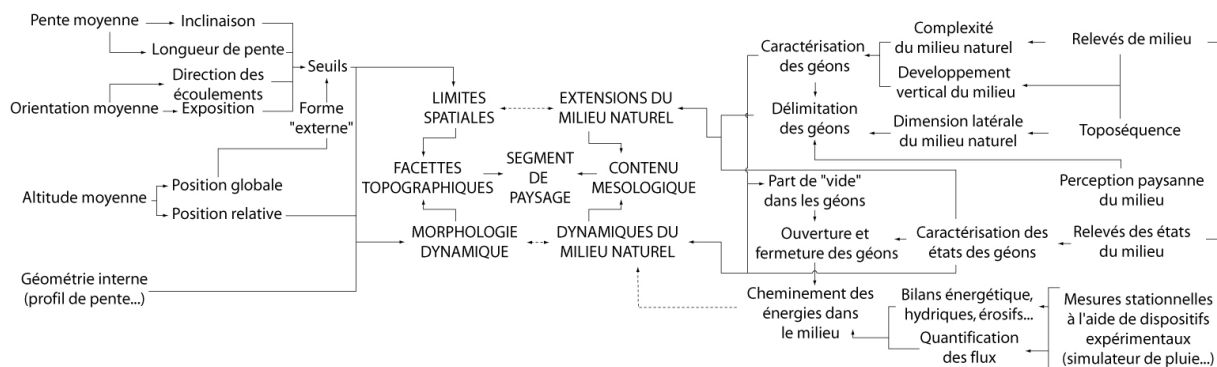 Pente moyenne
Inclinaison
Longueur de pente
Direction des
écoulements
Orientation moyenne
Exposition
Seuils
Forme
"externe"
Altitude moyenne
Position globale
Position relative
Géométrie interne
(profil de pente...)
LIMITES
SPATIALES
EXTENSIONS DU
MILIEU NATUREL
FACETTES
TOPOGRAPHIQUES
SEGMENT
DE
PAYSAGE
CONTENU
MESOLOGIQUE
MORPHOLOGIE
DYNAMIQUE
DYNAMIQUES DU
MILIEU NATUREL
Caractérisation
des géons
Complexité
du milieu naturel
Relevés de milieu
Developpement
vertical du milieu
Délimitation
des géons
Dimension latérale
du milieu naturel
Toposéquence
Part de "vide"
dans les géons
Perception paysanne
du milieu
Ouverture et
fermeture des géons
Caractérisation des
états des géons
Relevés des états
du milieu
Cheminement des
énergies dans
le milieu
Bilans énergétique,
hydriques, érosifs...
Quantification
des flux
Mesures stationnelles
à l'aide de dispositifs
expérimentaux
(simulateur de pluie...)